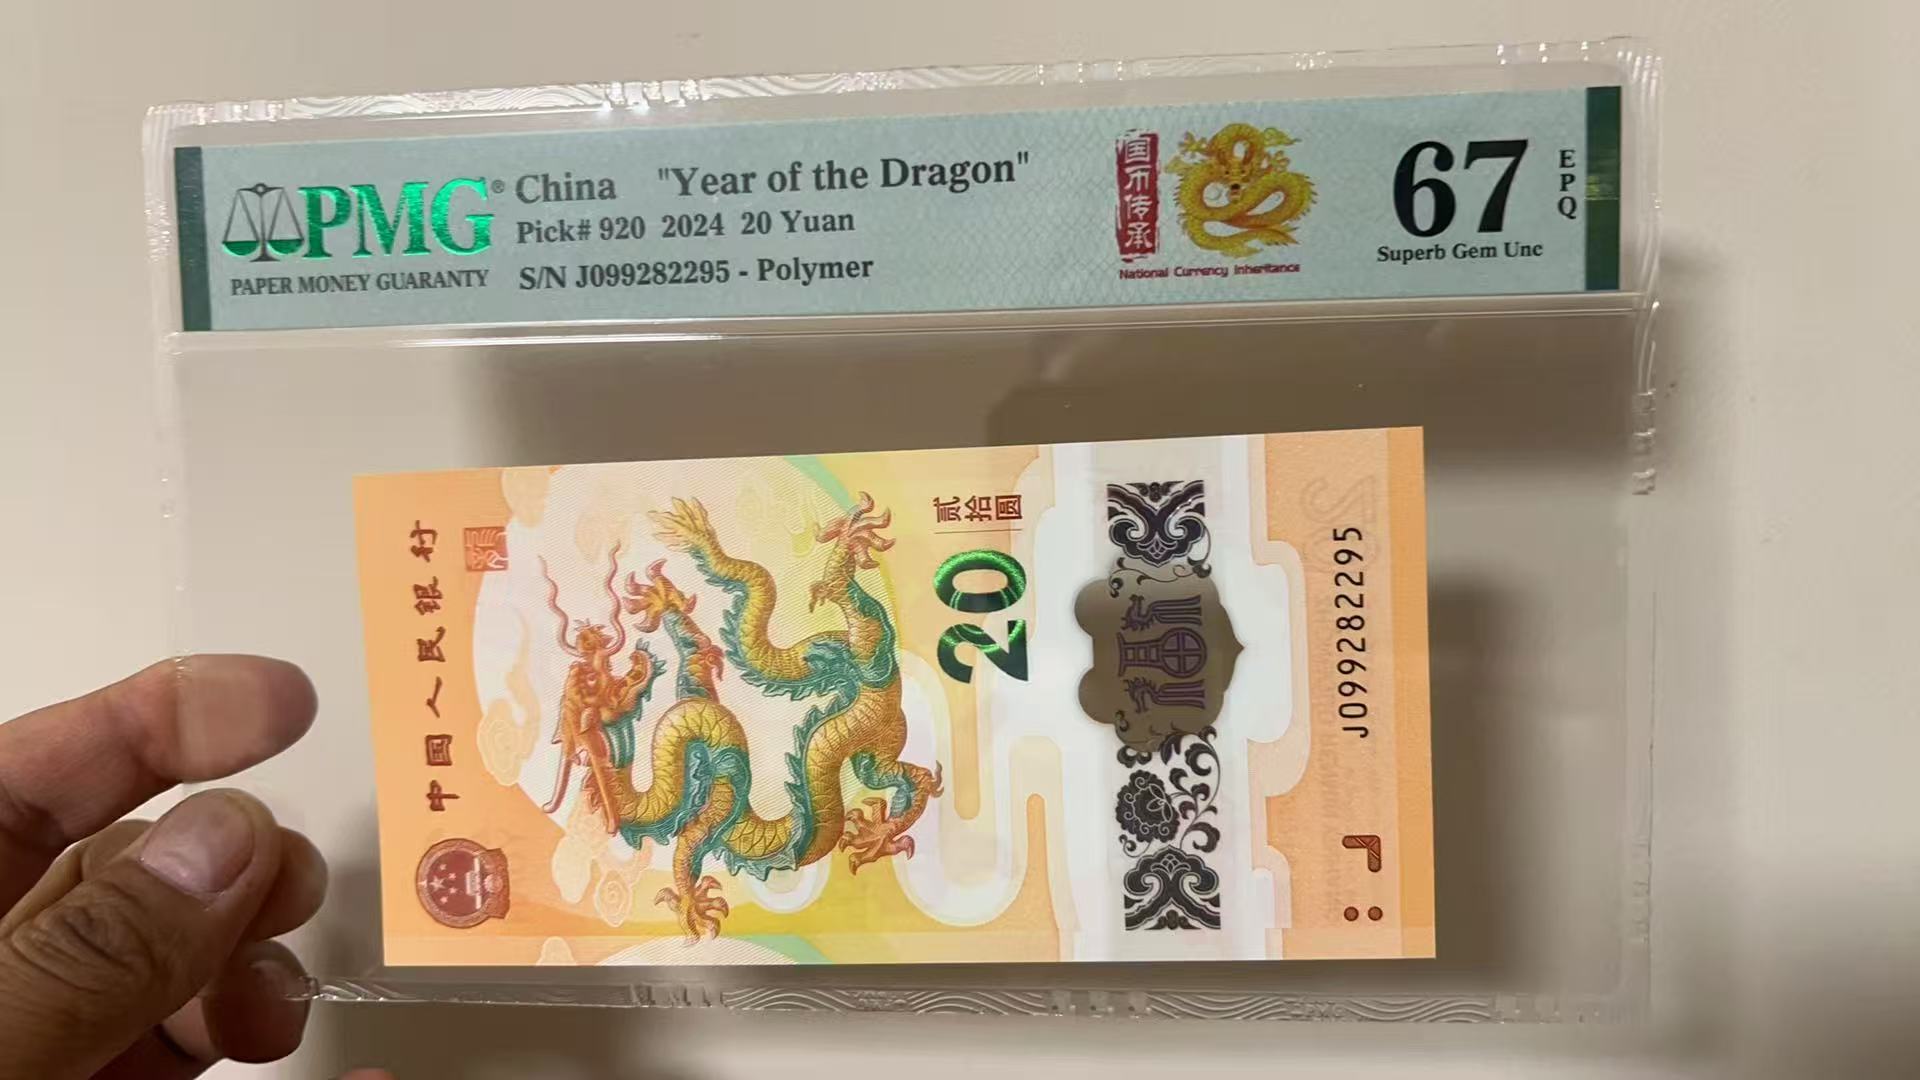 PMG®
PAPER MONEY GUARANTY
China "Year of the Dragon"
Pick# 920 2024 20 Yuan
S/N J099282295 - Polymer
国币传承
National Currency Inheritance
67
EPQ
Superb Gem Unc
中国人民银行
贰拾圆
20
J099282295